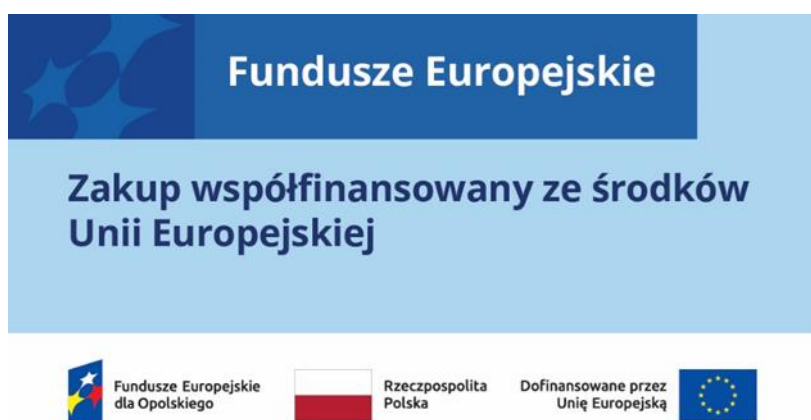 Fundusze Europejskie
Zakup współfinansowany ze środków
Unii Europejskiej
Fundusze Europejskie
dla Opolskiego
Rzeczpospolita
Polska
Dofinansowane przez
Unię Europejską